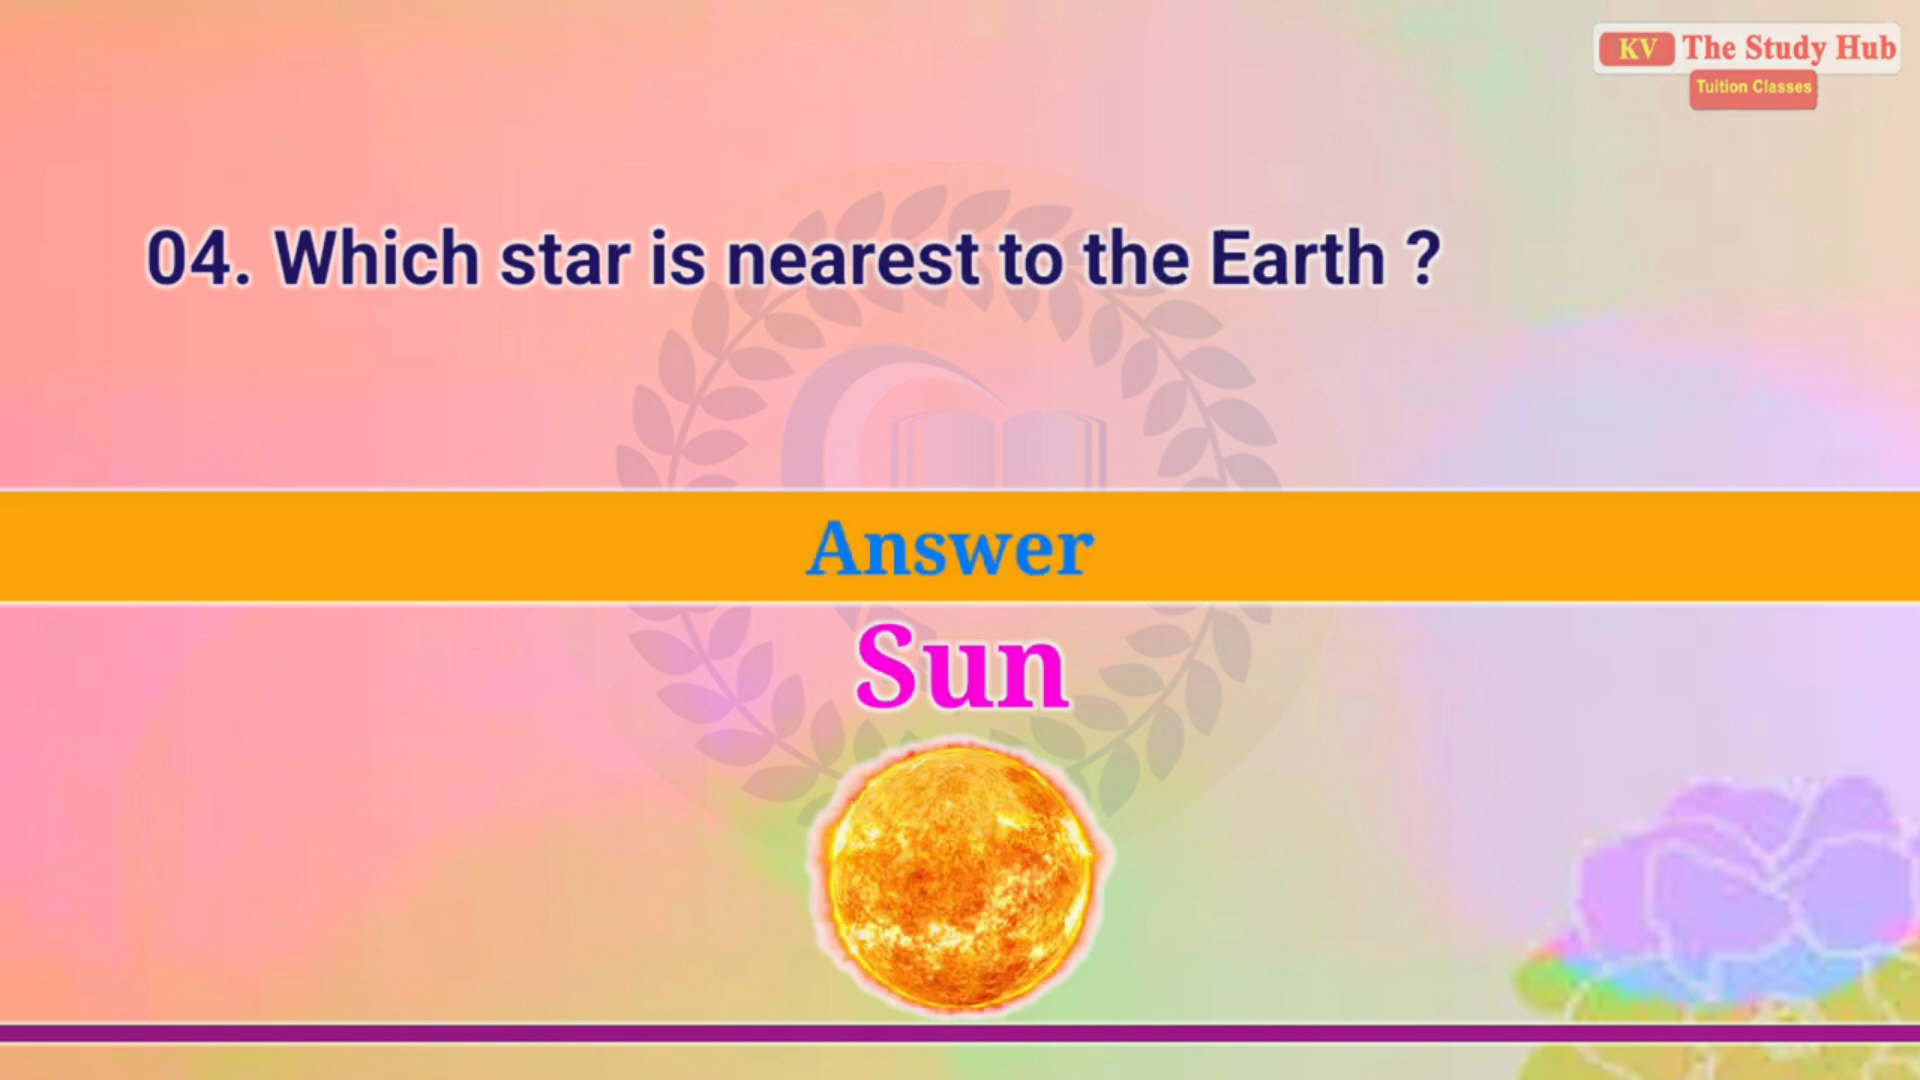 KV The Study Hub
Tuition Classes
04. Which star is nearest to the Earth ?
Answer
Sun